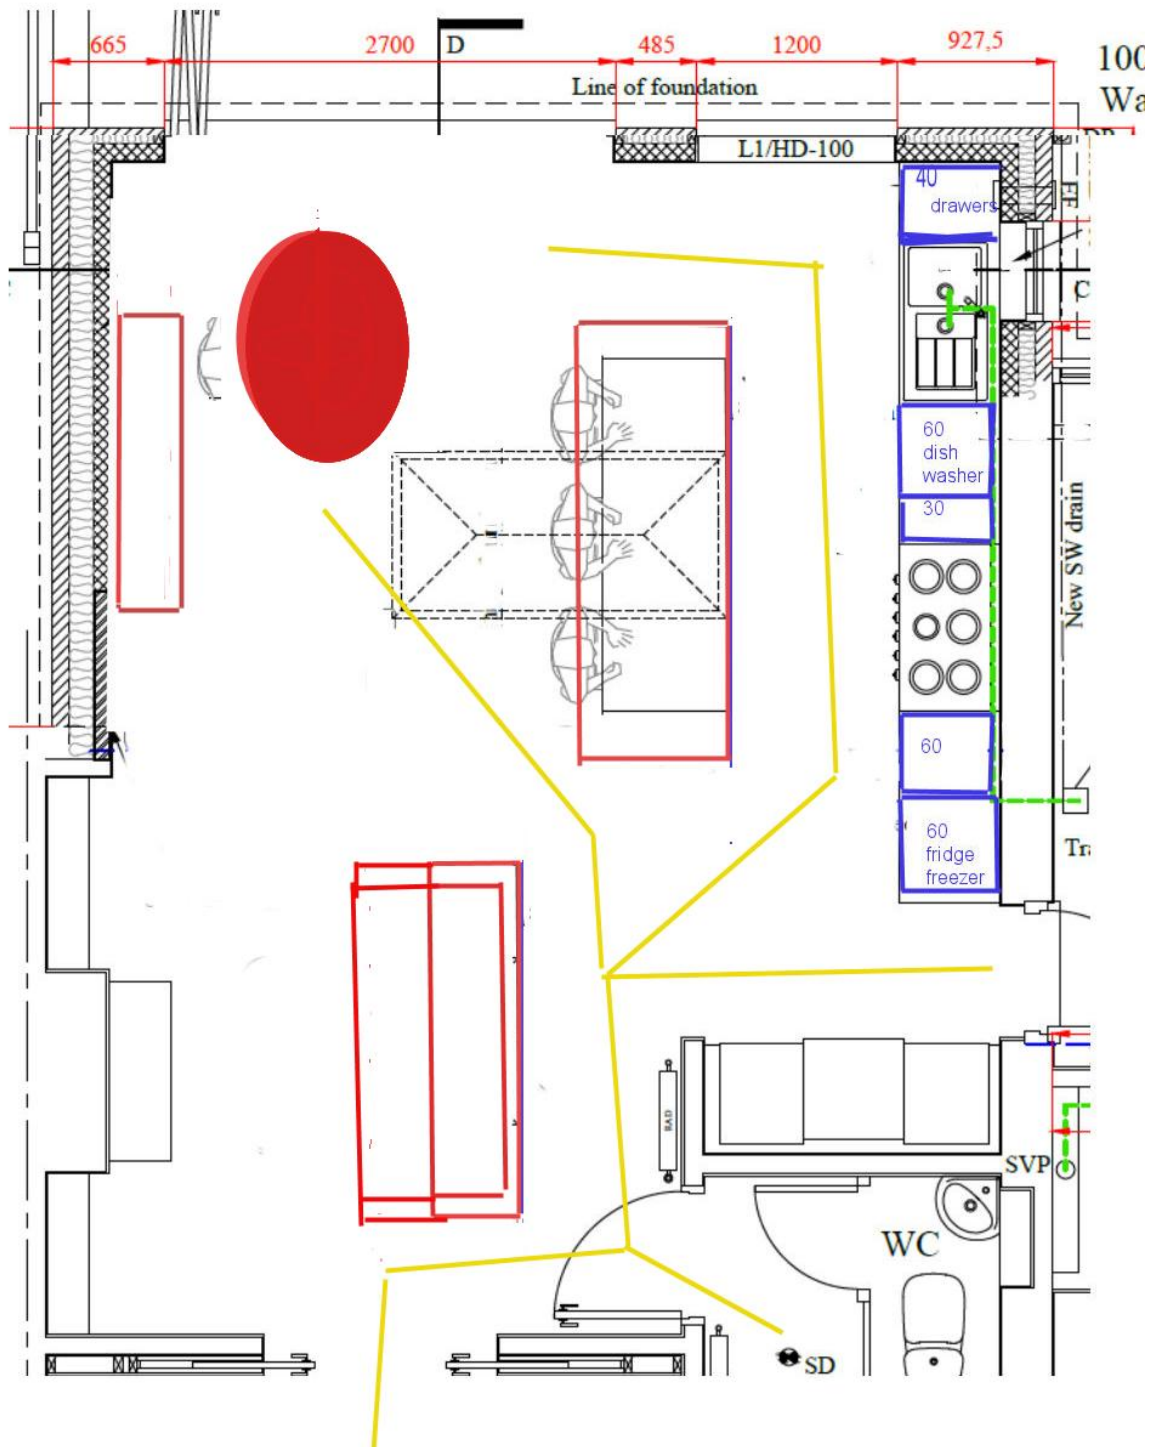 665
2700
D
485
1200
927,5
100
Wa
Line of foundation
L1/HD-100
40
drawers
60
dish
washer
30
New SW drain
60
60
fridge
freezer
RAD
SVP
WC
SD